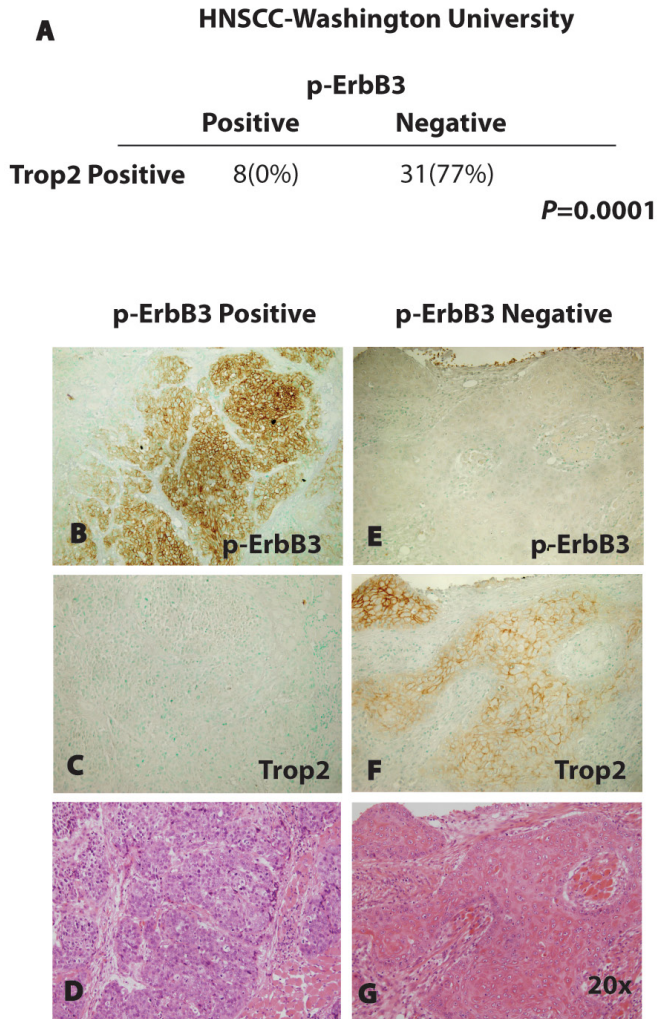 A
HNSCC-Washington University
p-ErbB3
Positive Negative
Trop2 Positive 8(0%) 31(77%)
P=0.0001
p-ErbB3 Positive p-ErbB3 Negative
B p-ErbB3
E p-ErbB3
C Trop2
F Trop2
D
G 20x